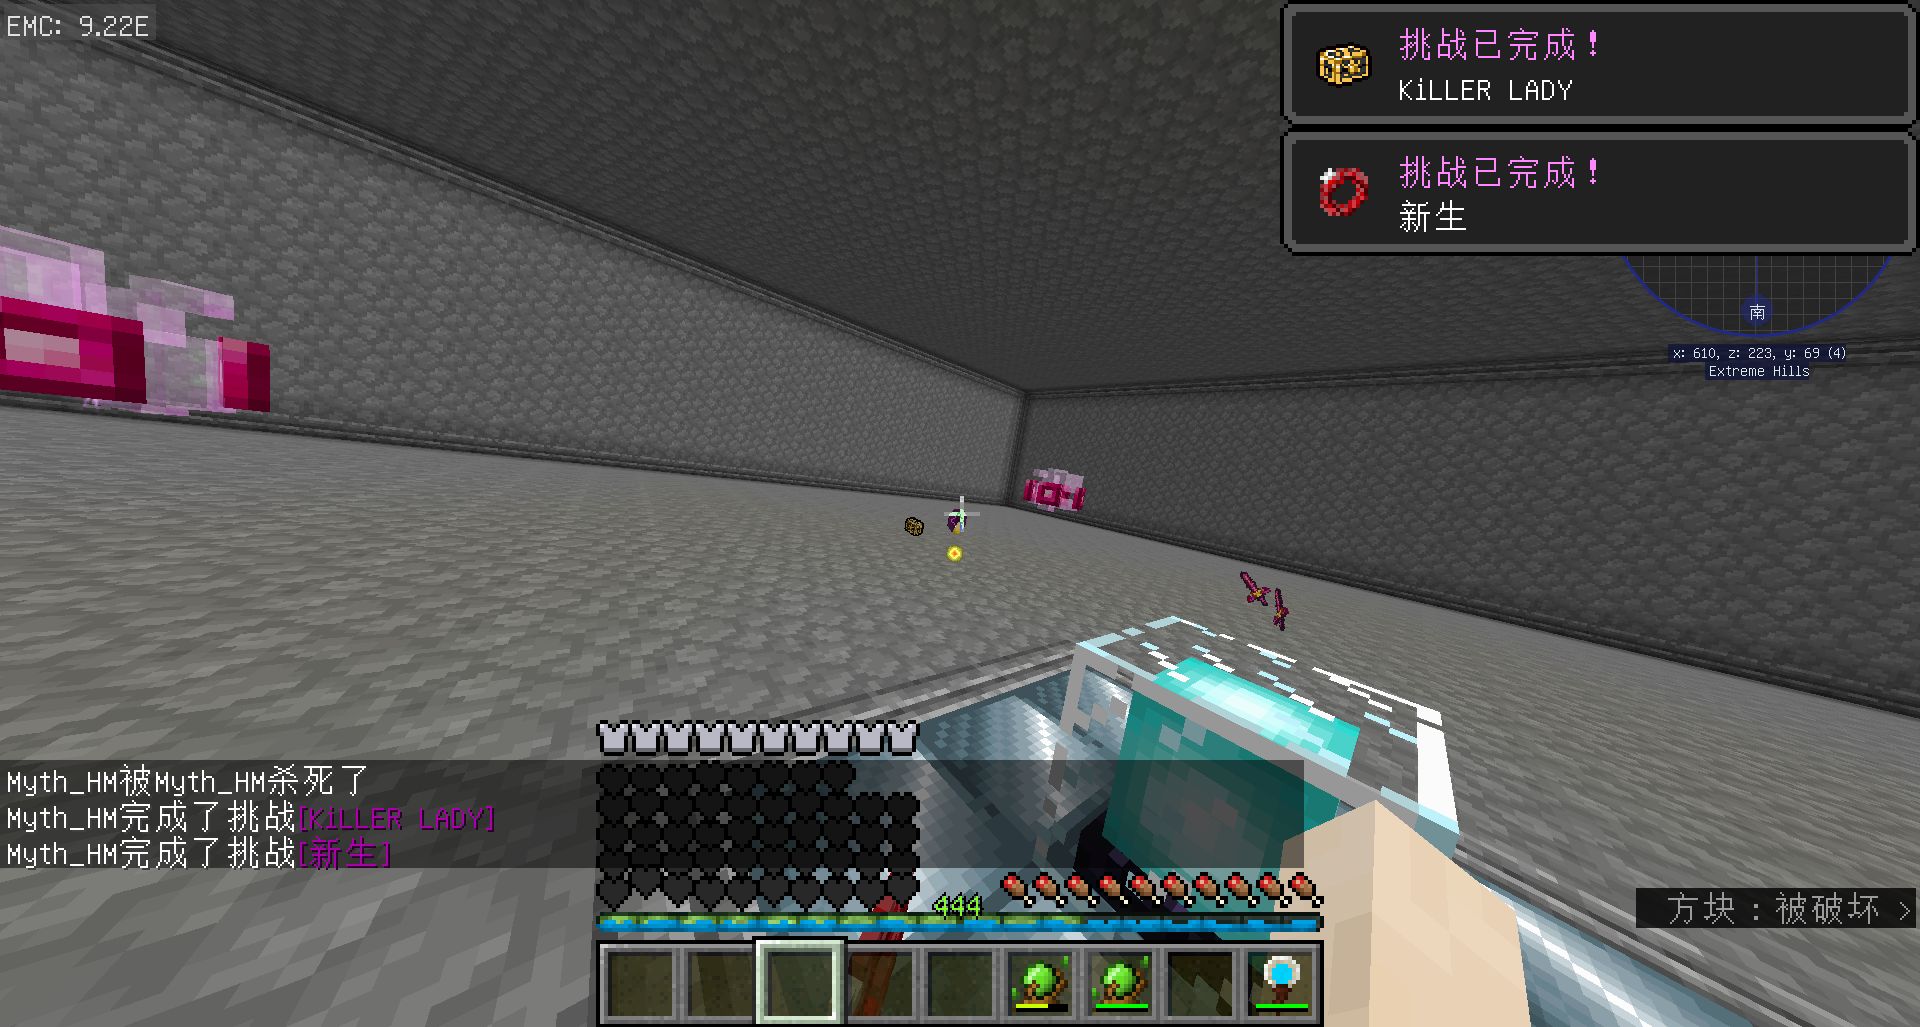 EMC: 9.22E
挑战已完成！
KiLLER LADY
挑战已完成！
新生
南
x: 610, z: 223, y: 69 (4)
Extreme Hills
Myth_HM被Myth_HM杀死了
Myth_HM完成了挑战[KiLLER LADY]
Myth_HM完成了挑战[新生]
444
方块：被破坏 >